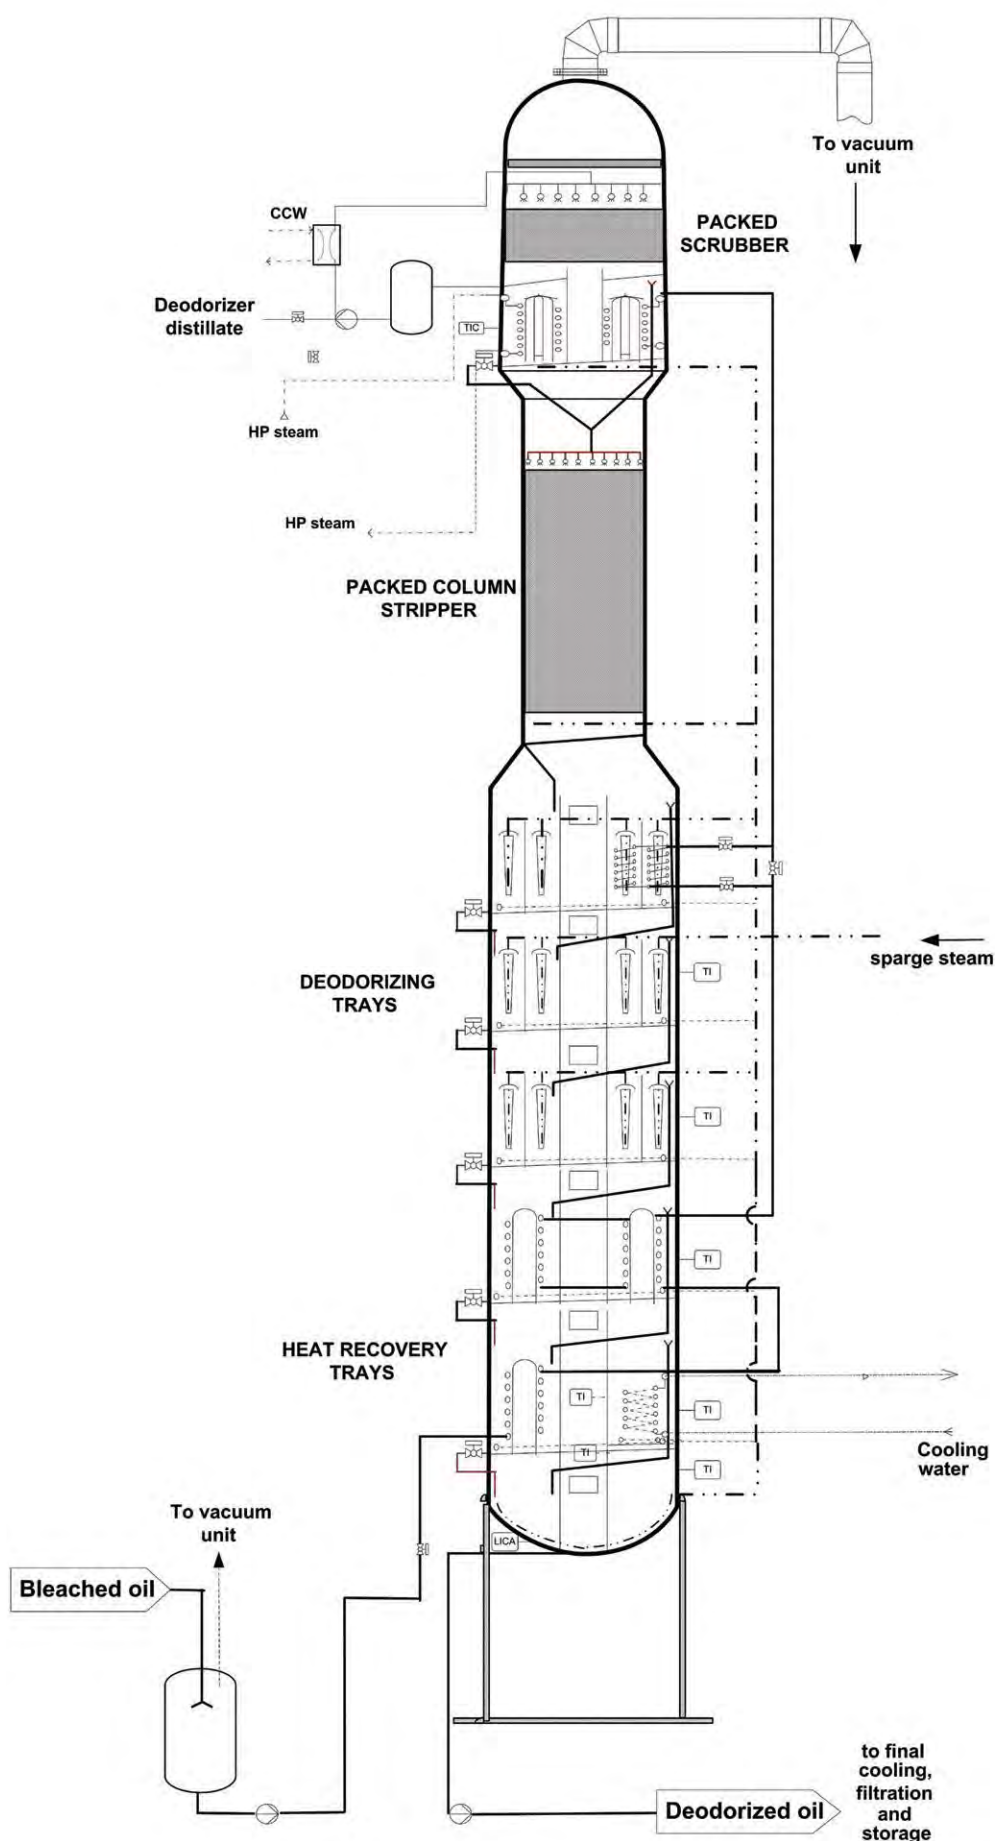 To vacuum
unit
CCW
PACKED
SCRUBBER
Deodorizer
distillate
TIC
HP steam
HP steam
PACKED COLUMN
STRIPPER
sparge steam
DEODORIZING
TRAYS
TI
TI
TI
HEAT RECOVERY
TRAYS
TI
TI
TI
TI
Cooling
water
To vacuum
unit
LICA
Bleached oil
to final
cooling,
filtration
and
storage
Deodorized oil